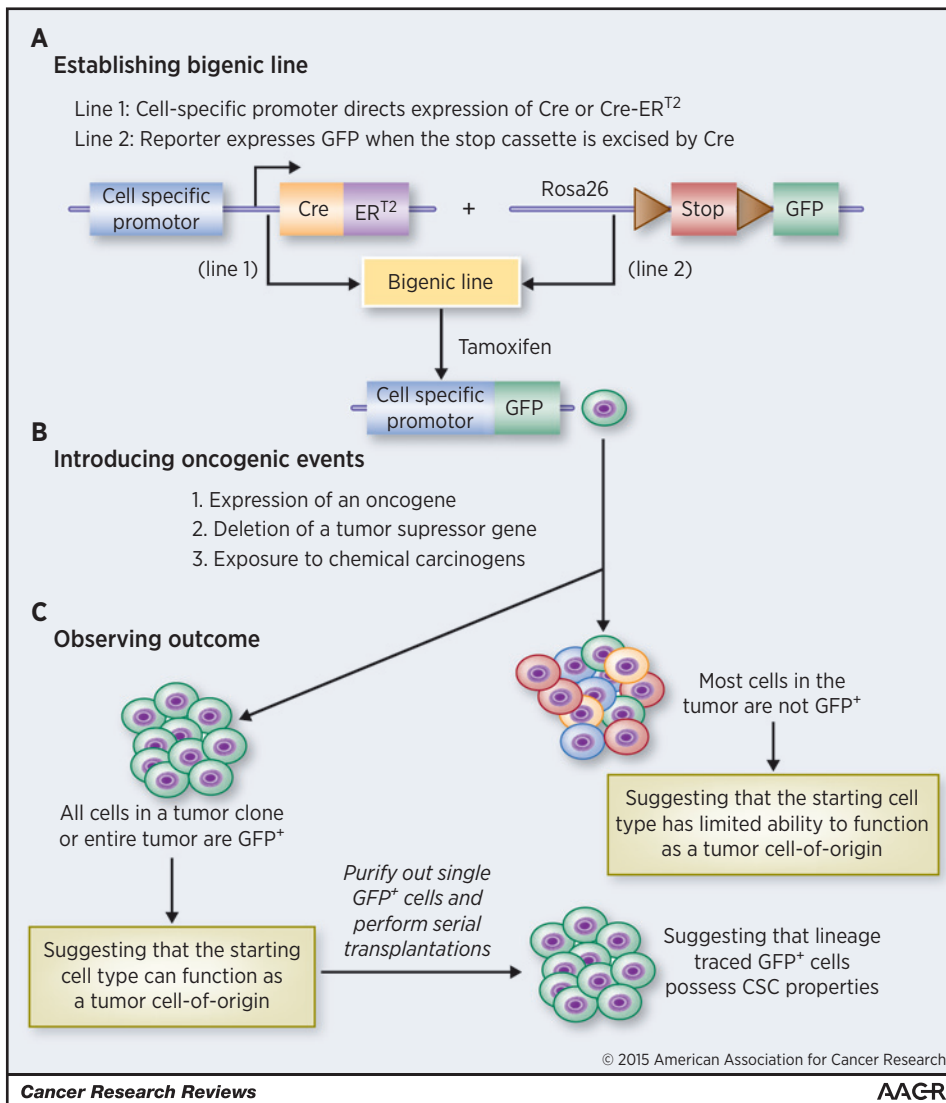 A
Establishing bigenic line
Line 1: Cell-specific promoter directs expression of Cre or Cre-ERT2
Line 2: Reporter expresses GFP when the stop cassette is excised by Cre
Cell specific
promotor
Cre
ERT2
+
Rosa26
Stop
GFP
(line 1)
Bigenic line
(line 2)
Tamoxifen
Cell specific
promotor
GFP
B
Introducing oncogenic events
1. Expression of an oncogene
2. Deletion of a tumor supressor gene
3. Exposure to chemical carcinogens
C
Observing outcome
Most cells in the
tumor are not GFP+
All cells in a tumor clone
or entire tumor are GFP+
Suggesting that the starting cell
type has limited ability to function
as a tumor cell-of-origin
Purify out single
GFP+ cells and
perform serial
transplantations
Suggesting that the starting
cell type can function as
a tumor cell-of-origin
Suggesting that lineage
traced GFP+ cells
possess CSC properties
© 2015 American Association for Cancer Research
Cancer Research Reviews
AACR